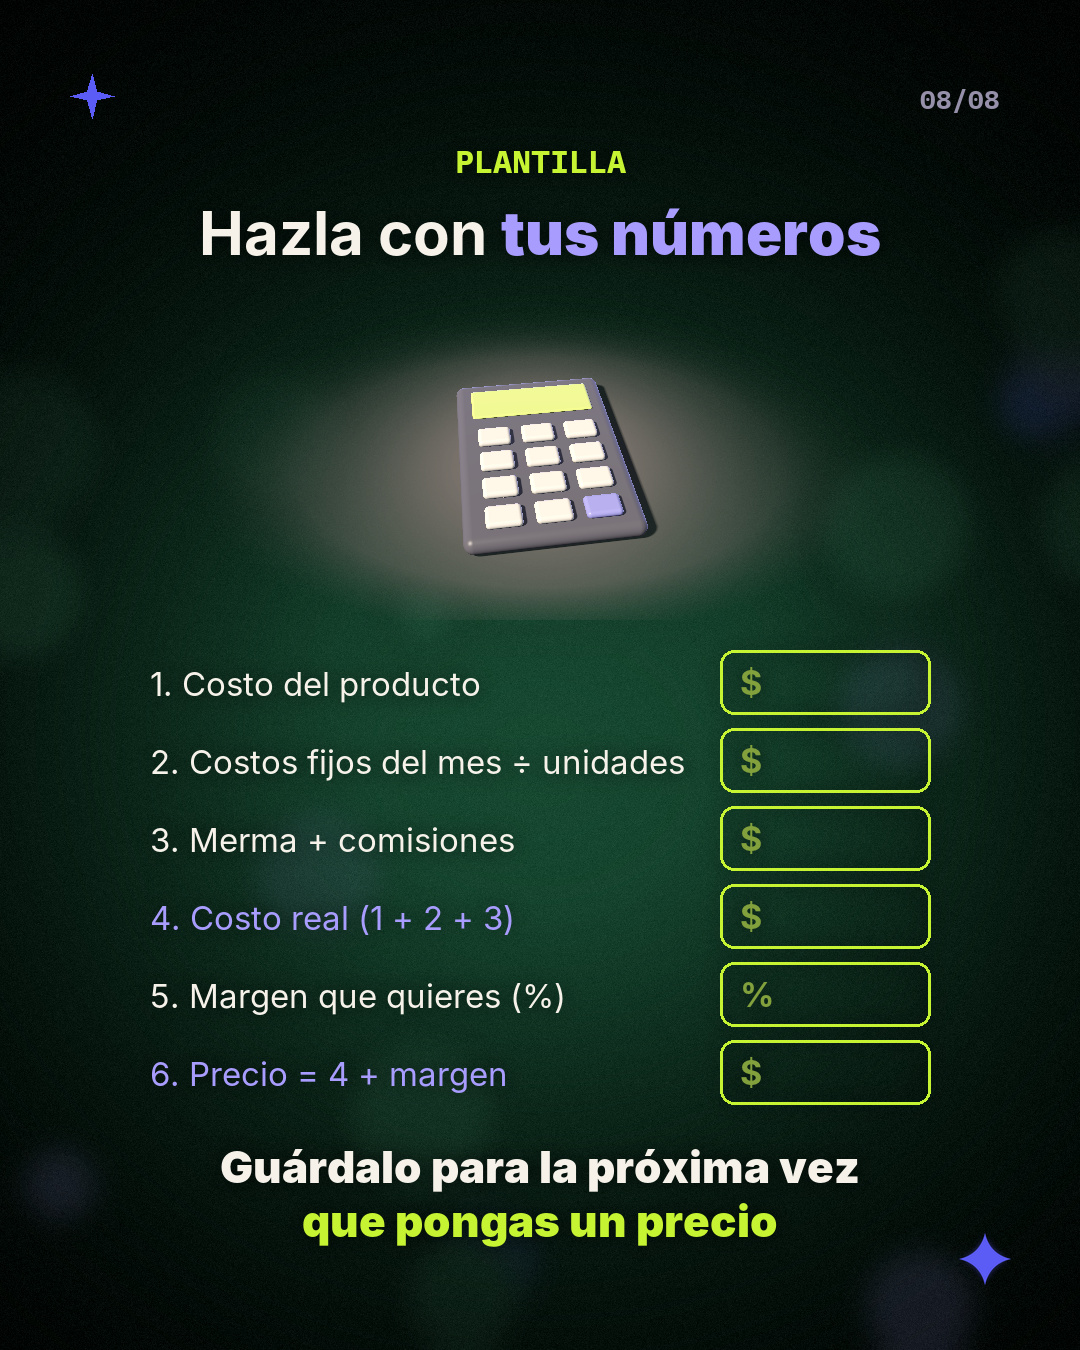 08/08
PLANTILLA
Hazla con tus números
1. Costo del producto
$
2. Costos fijos del mes ÷ unidades
$
3. Merma + comisiones
$
4. Costo real (1 + 2 + 3)
$
5. Margen que quieres (%)
%
6. Precio = 4 + margen
$
Guárdalo para la próxima vez
que pongas un precio